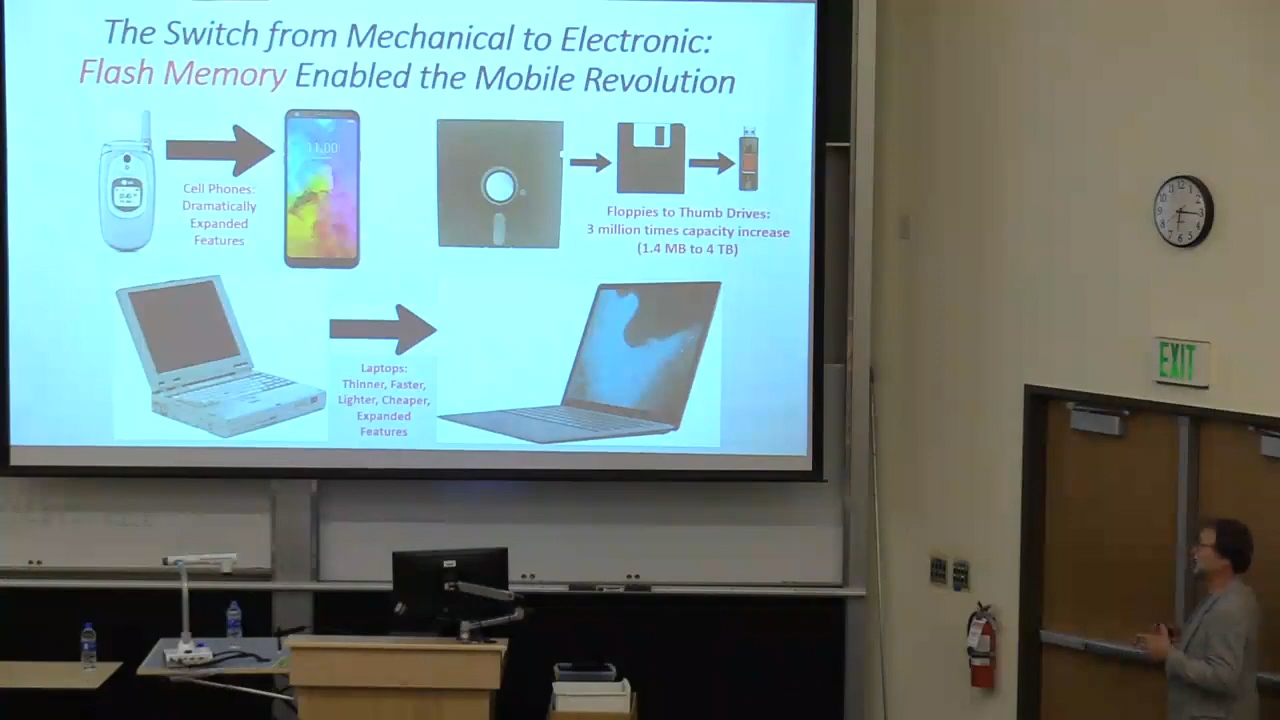 The Switch from Mechanical to Electronic:
Flash Memory Enabled the Mobile Revolution
11:00
Cell Phones:
Dramatically
Expanded
Features
Floppies to Thumb Drives:
3 million times capacity increase
(1.4 MB to 4 TB)
Laptops:
Thinner, Faster,
Lighter, Cheaper,
Expanded
Features
EXIT